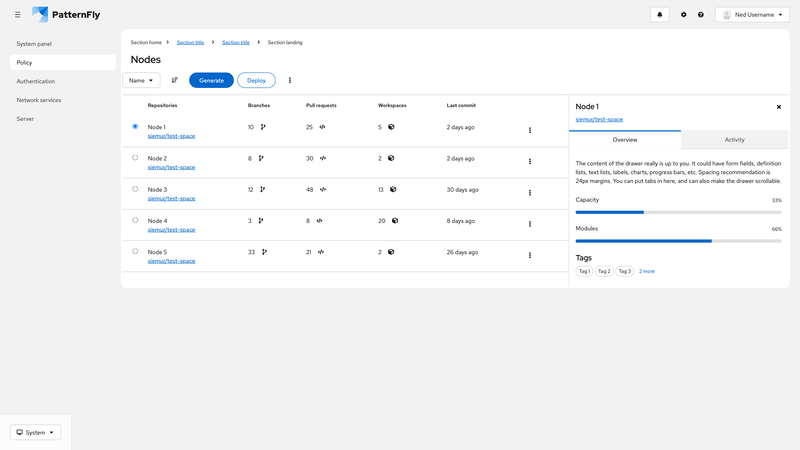 PatternFly
Ned Username
System panel
Policy
Authentication
Network services
Server
Section home
Section title
Section title
Section landing
Nodes
Name
Generate
Deploy
Repositories Branches Pull requests Workspaces Last commit
Node 1 10 25 5 2 days ago
siemur/test-space
Node 2 8 30 2 2 days ago
siemur/test-space
Node 3 12 48 13 30 days ago
siemur/test-space
Node 4 3 8 20 8 days ago
siemur/test-space
Node 5 33 21 2 26 days ago
siemur/test-space
Node 1
siemur/test-space
Overview Activity
The content of the drawer really is up to you. It could have form fields, definition
lists, text lists, labels, charts, progress bars, etc. Spacing recommendation is
24px margins. You can put tabs in here, and can also make the drawer scrollable.
Capacity 33%
Modules 66%
Tags
Tag 1 Tag 2 Tag 3 2 more
System